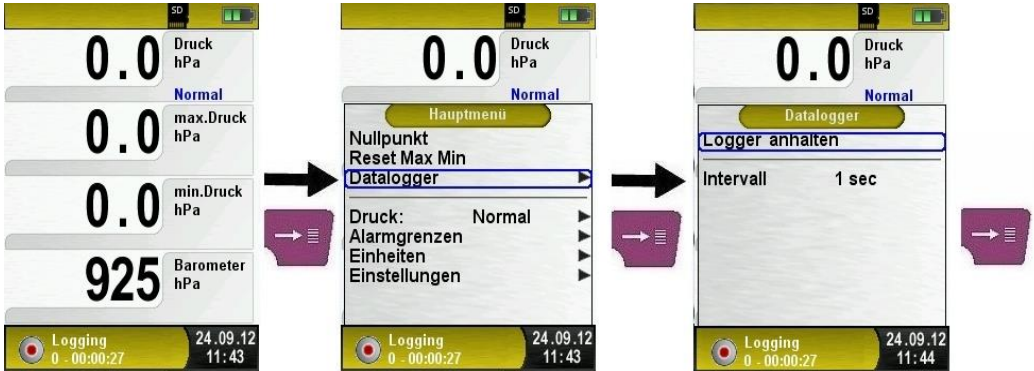 SD
0.0 Druck hPa
Normal
0.0 max.Druck hPa
0.0 min.Druck hPa
925 Barometer hPa
Logging 24.09.12
0 - 00:00:27 11:43
SD
0.0 Druck hPa
Normal
Hauptmenü
Nullpunkt
Reset Max Min
Datalogger
Druck: Normal
Alarmgrenzen
Einheiten
Einstellungen
Logging 24.09.12
0 - 00:00:27 11:43
SD
0.0 Druck hPa
Normal
Datalogger
Logger anhalten
Intervall 1 sec
Logging 24.09.12
0 - 00:00:27 11:44